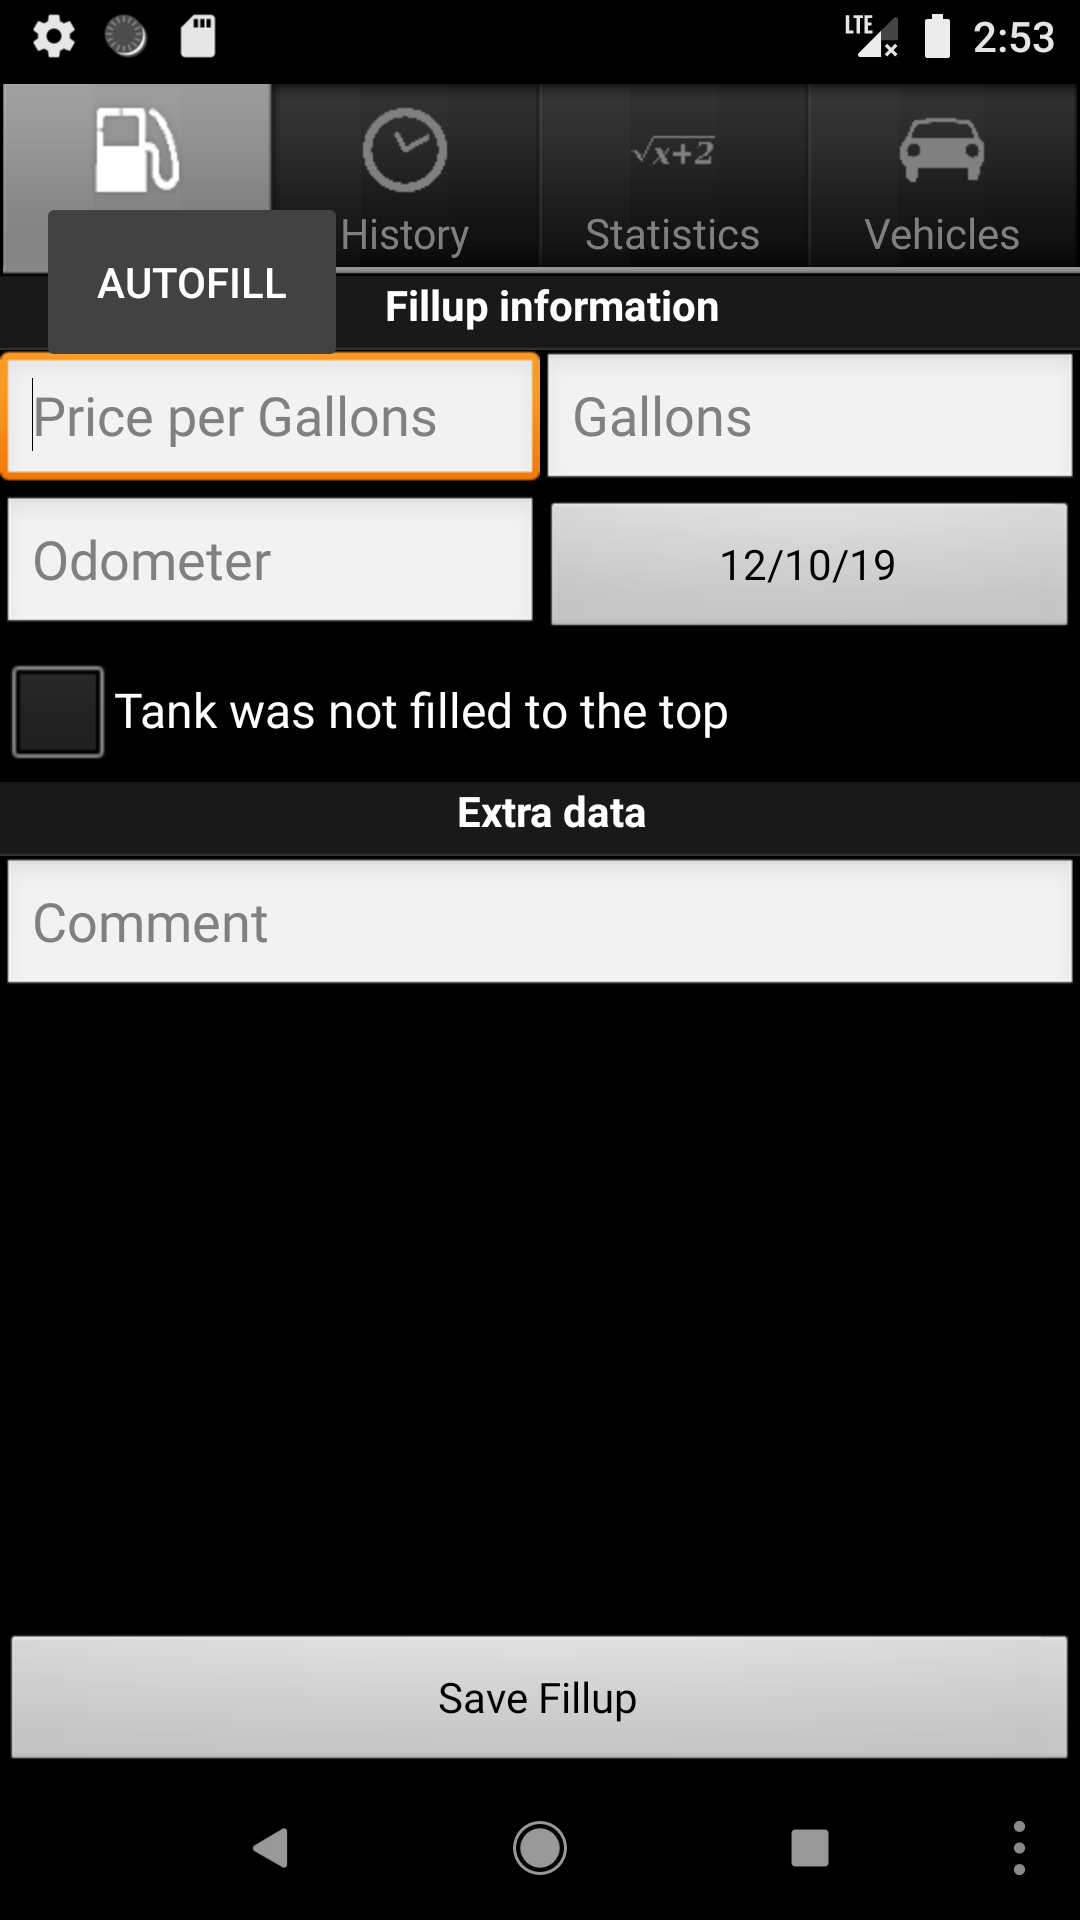 LTE 2:53
√x+2
History Statistics Vehicles
AUTOFILL
Fillup information
Price per Gallons Gallons
Odometer 12/10/19
Tank was not filled to the top
Extra data
Comment
Save Fillup